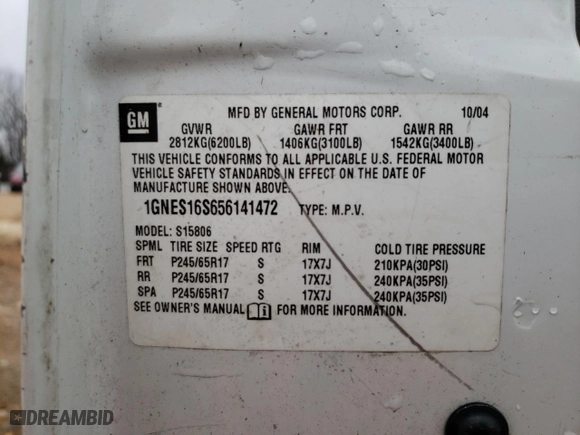 GM
MFD BY GENERAL MOTORS CORP. 10/04
GVWR GAWR FRT GAWR RR
2812KG(6200LB) 1406KG(3100LB) 1542KG(3400LB)
THIS VEHICLE CONFORMS TO ALL APPLICABLE U.S. FEDERAL MOTOR
VEHICLE SAFETY STANDARDS IN EFFECT ON THE DATE OF
MANUFACTURE SHOWN ABOVE.
1GNES16S656141472 TYPE: M.P.V.
MODEL: S15806
SPML TIRE SIZE SPEED RTG RIM COLD TIRE PRESSURE
FRT P245/65R17 S 17X7J 210KPA(30PSI)
RR P245/65R17 S 17X7J 240KPA(35PSI)
SPA P245/65R17 S 17X7J 240KPA(35PSI)
SEE OWNER'S MANUAL FOR MORE INFORMATION.
DREAMBID